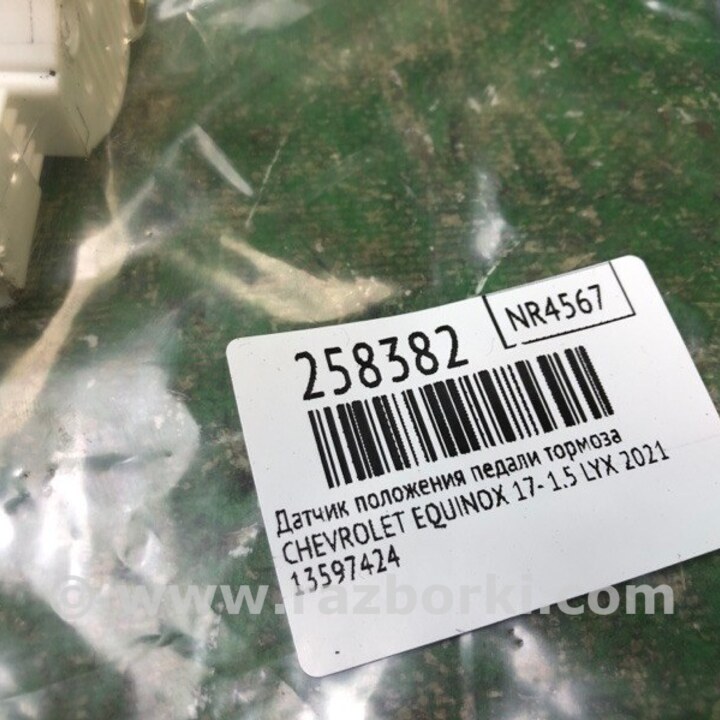 NR4567
258382
Датчик положения педали тормоза
CHEVROLET EQUINOX 17- 1.5 LYX 2021
13597424
© www.razborki.com